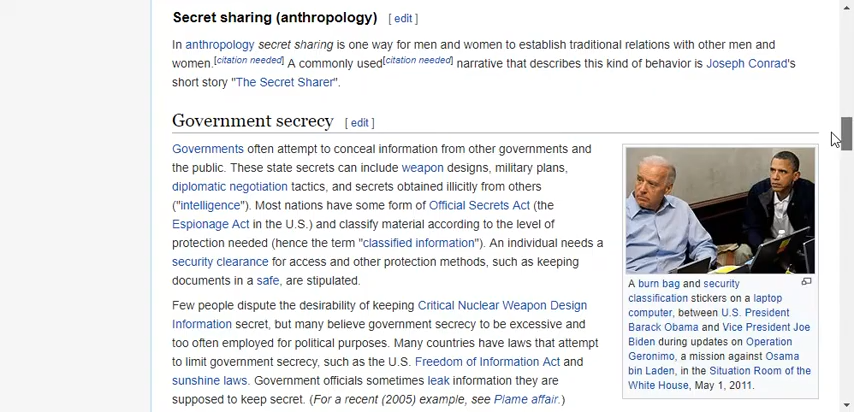 Secret sharing (anthropology) [ edit ]
In anthropology secret sharing is one way for men and women to establish traditional relations with other men and
women.[citation needed] A commonly used[citation needed] narrative that describes this kind of behavior is Joseph Conrad's
short story "The Secret Sharer".
Government secrecy [ edit ]
Governments often attempt to conceal information from other governments and
the public. These state secrets can include weapon designs, military plans,
diplomatic negotiation tactics, and secrets obtained illicitly from others
("intelligence"). Most nations have some form of Official Secrets Act (the
Espionage Act in the U.S.) and classify material according to the level of
protection needed (hence the term "classified information"). An individual needs a
security clearance for access and other protection methods, such as keeping
documents in a safe, are stipulated.
Few people dispute the desirability of keeping Critical Nuclear Weapon Design
Information secret, but many believe government secrecy to be excessive and
too often employed for political purposes. Many countries have laws that attempt
to limit government secrecy, such as the U.S. Freedom of Information Act and
sunshine laws. Government officials sometimes leak information they are
supposed to keep secret. (For a recent (2005) example, see Plame affair.)
A burn bag and security
classification stickers on a laptop
computer, between U.S. President
Barack Obama and Vice President Joe
Biden during updates on Operation
Geronimo, a mission against Osama
bin Laden, in the Situation Room of the
White House, May 1, 2011.